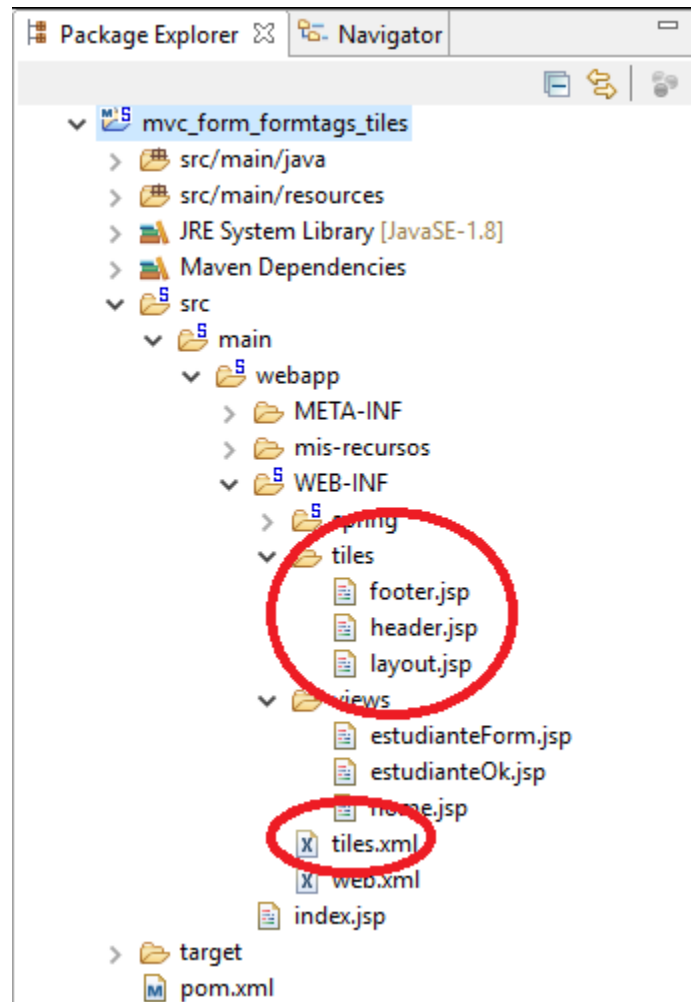 Package Explorer Navigator
mvc_form_formtags_tiles
src/main/java
src/main/resources
JRE System Library [JavaSE-1.8]
Maven Dependencies
src
main
webapp
META-INF
mis-recursos
WEB-INF
spring
tiles
footer.jsp
header.jsp
layout.jsp
views
estudianteForm.jsp
estudianteOk.jsp
home.jsp
tiles.xml
web.xml
index.jsp
target
pom.xml